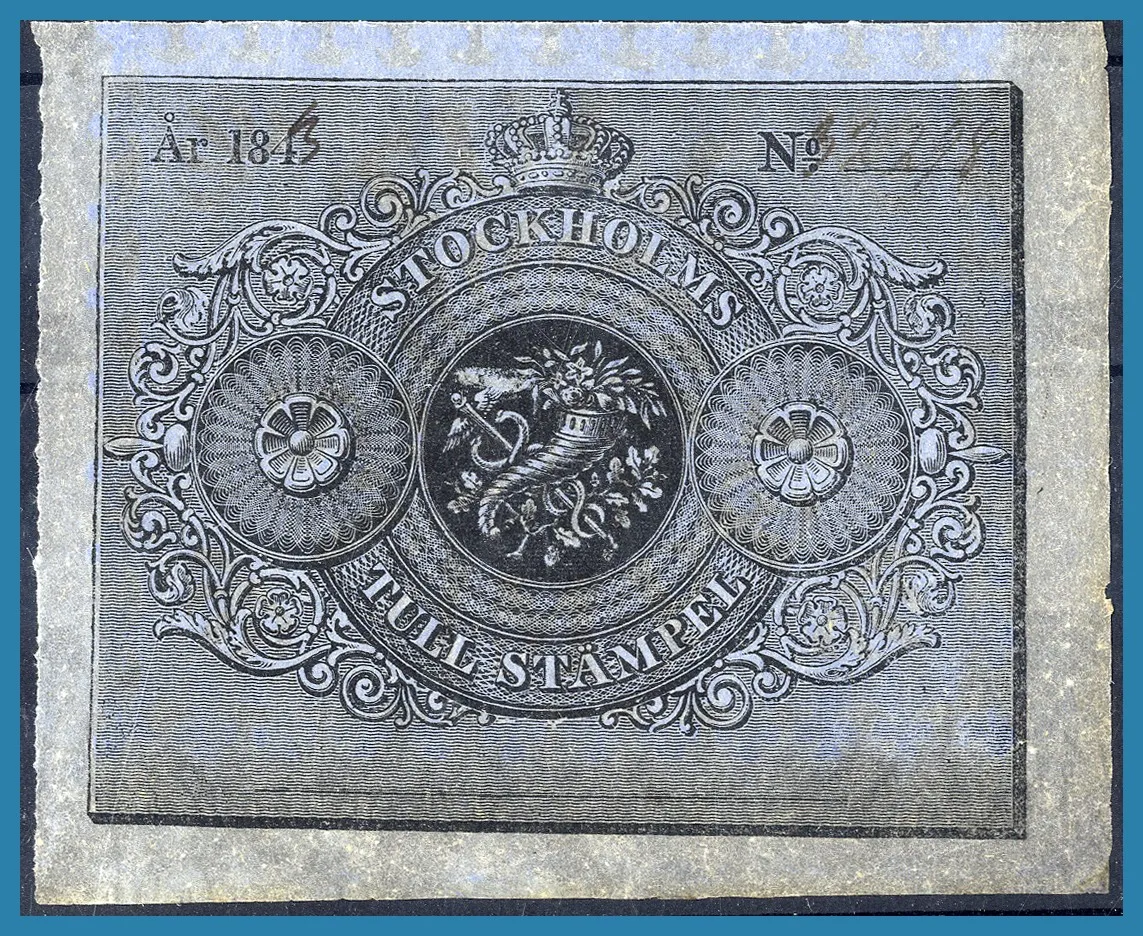 År 1843
Nº
STOCKHOLMS
TULL STÄMPEL